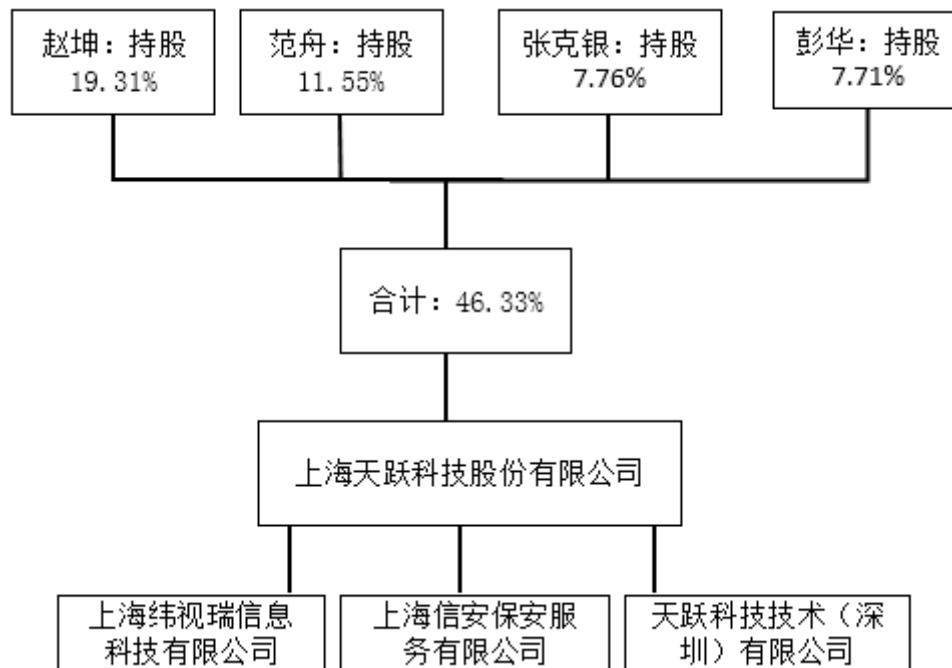 赵坤：持股
19.31%
范舟：持股
11.55%
张克银：持股
7.76%
彭华：持股
7.71%
合计：46.33%
上海天跃科技股份有限公司
上海纬视瑞信息
科技有限公司
上海信安保安服
务有限公司
天跃科技技术（深
圳）有限公司